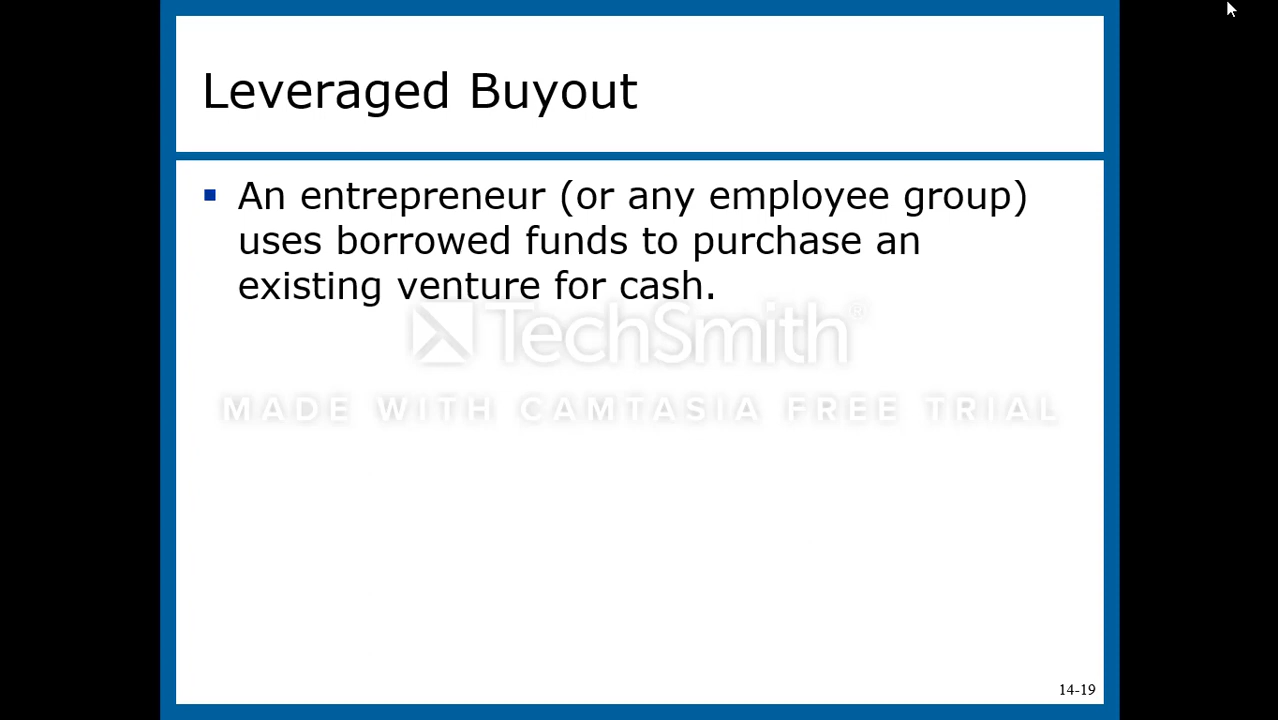 Leveraged Buyout
▪ An entrepreneur (or any employee group)
uses borrowed funds to purchase an
existing venture for cash.
TechSmith®
MADE WITH CAMTASIA FREE TRIAL
14-19